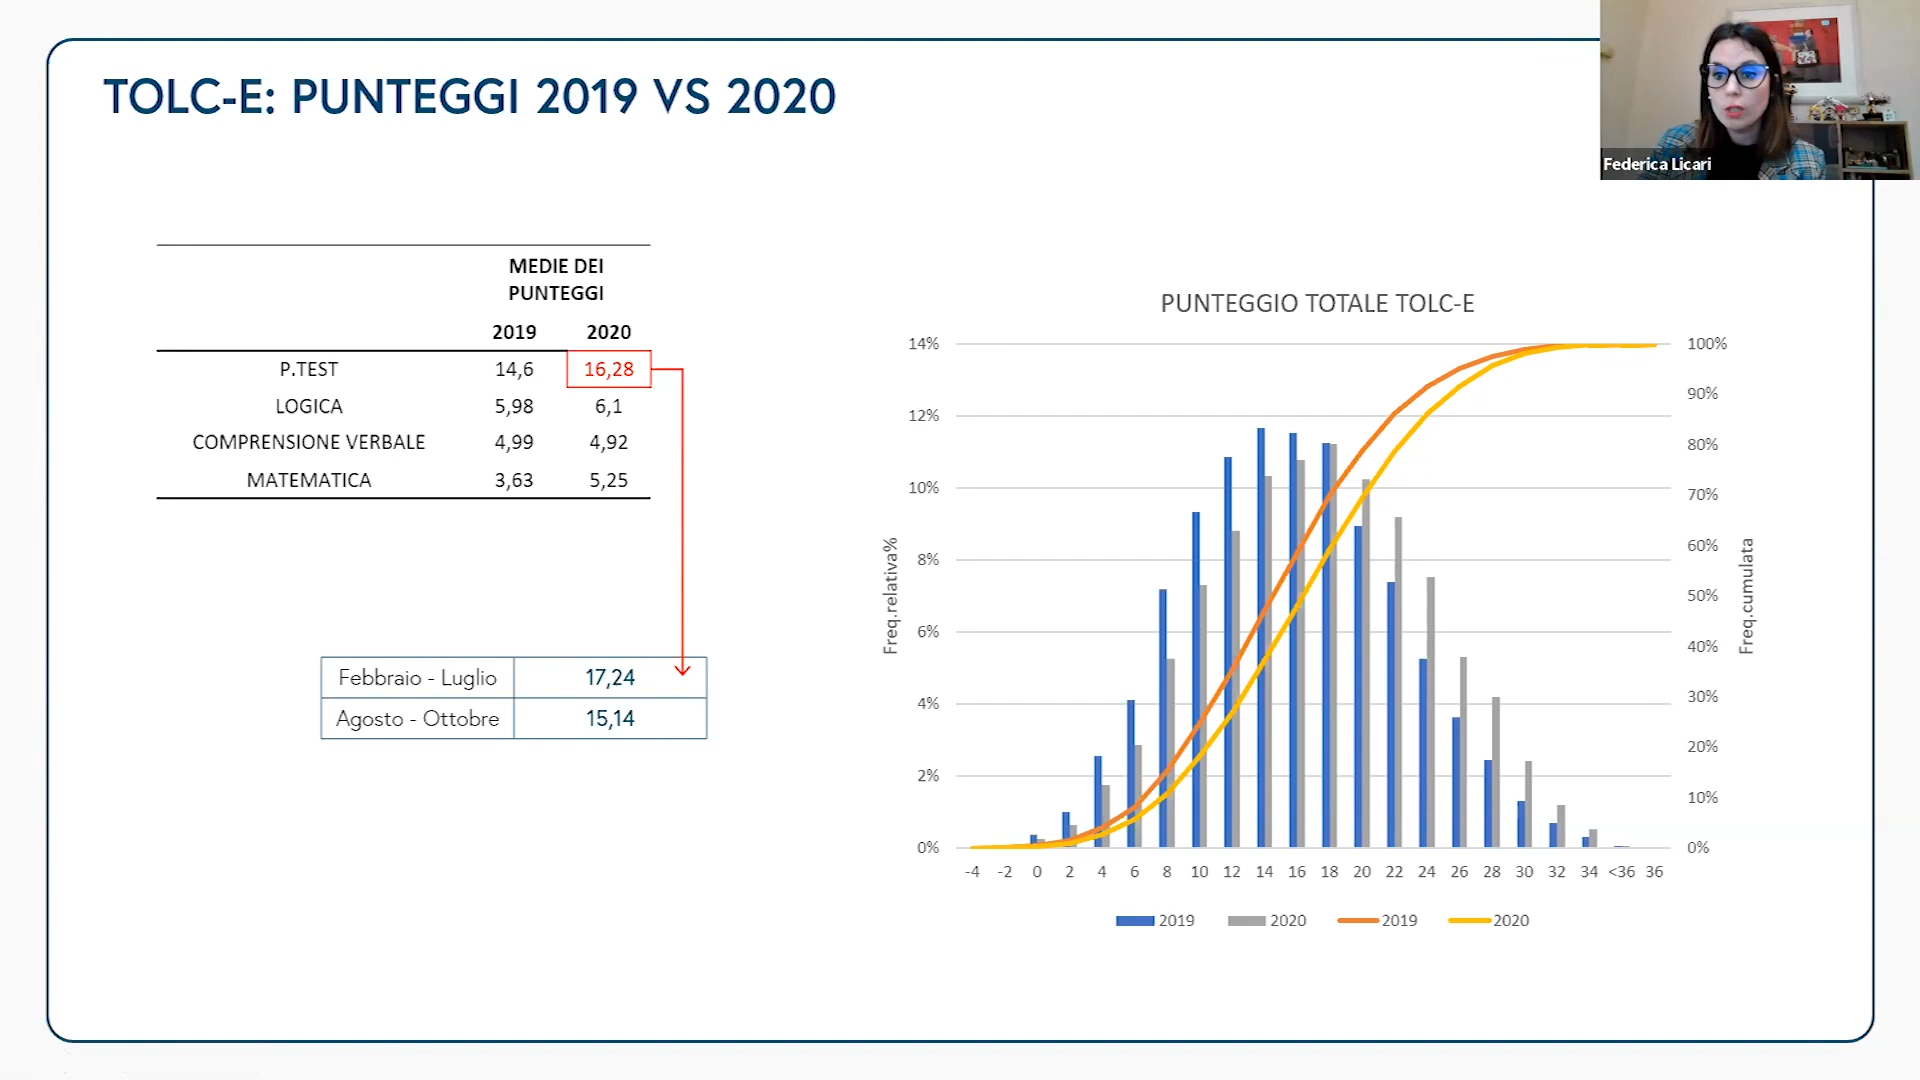 TOLC-E: PUNTEGGI 2019 VS 2020
Federica Licari
MEDIE DEI
PUNTEGGI
2019 2020
P.TEST 14,6 16,28
LOGICA 5,98 6,1
COMPRENSIONE VERBALE 4,99 4,92
MATEMATICA 3,63 5,25
Febbraio - Luglio 17,24
Agosto - Ottobre 15,14
PUNTEGGIO TOTALE TOLC-E
14% 100%
90%
12%
80%
10%
70%
8% 60%
50%
6%
40%
4%
30%
20%
2%
10%
0% 0%
Freq.relativa%
Freq.cumulata
-4 -2 0 2 4 6 8 10 12 14 16 18 20 22 24 26 28 30 32 34 <36 36
2019 2020 2019 2020